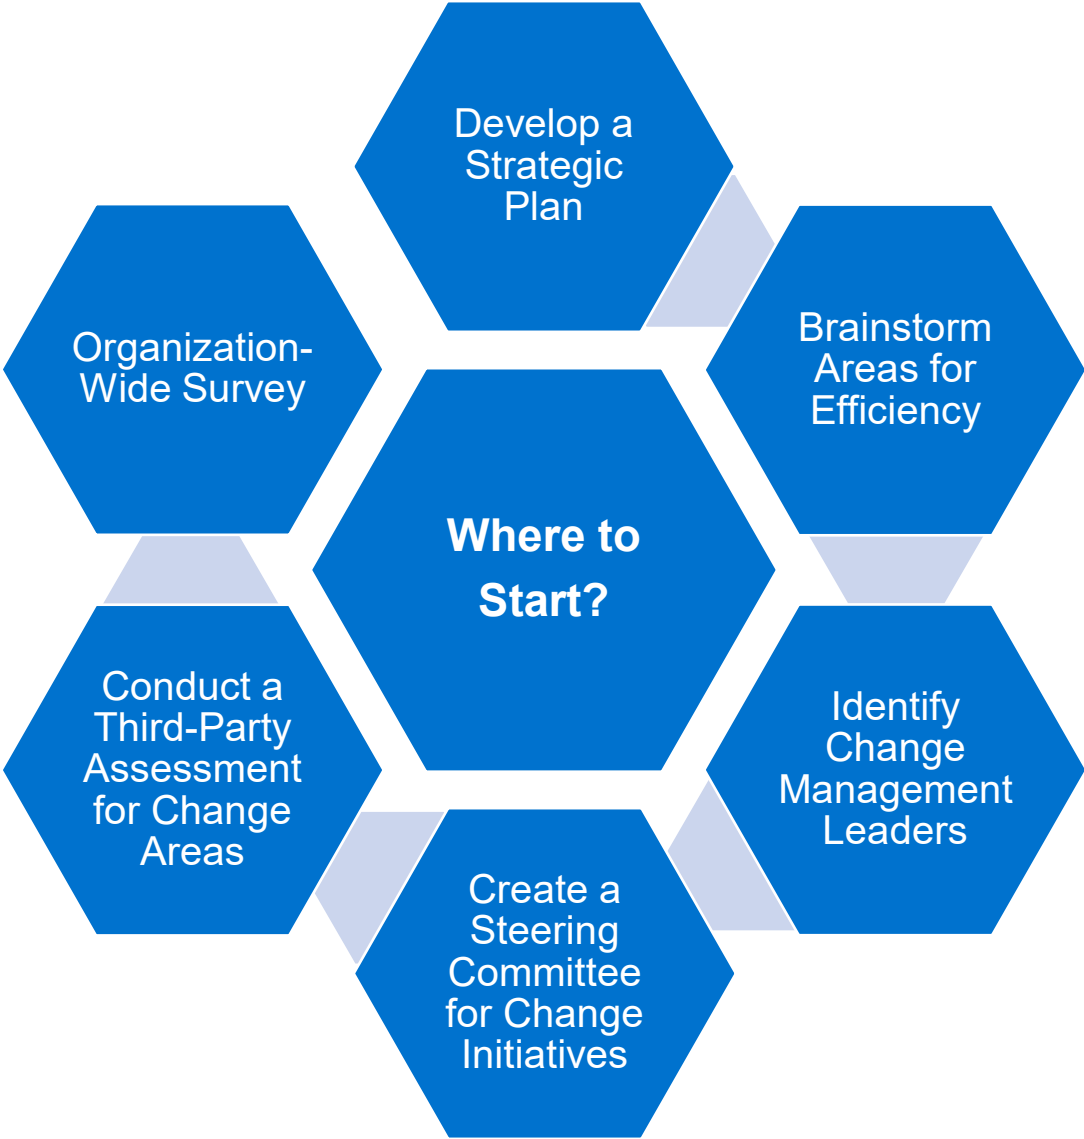 Develop a
Strategic
Plan
Brainstorm
Areas for
Efficiency
Identify
Change
Management
Leaders
Create a
Steering
Committee
for Change
Initiatives
Conduct a
Third-Party
Assessment
for Change
Areas
Organization-
Wide Survey
Where to
Start?